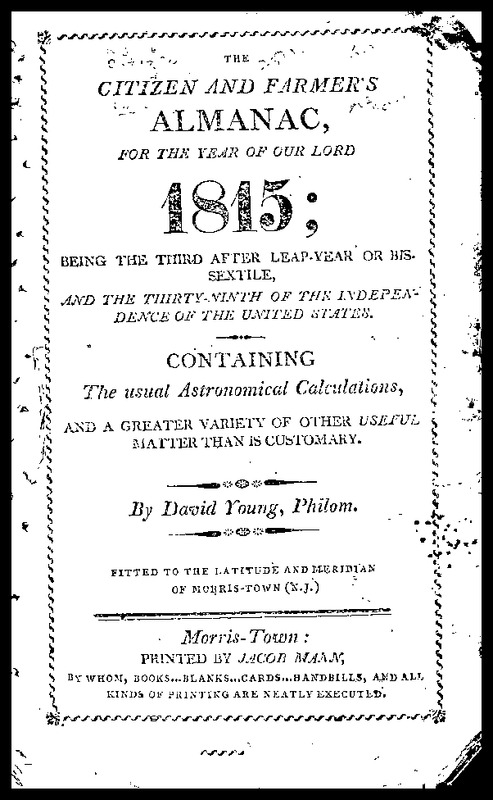 THE
CITIZEN AND FARMER'S
ALMANAC,
FOR THE YEAR OF OUR LORD
1815;
BEING THE THIRD AFTER LEAP-YEAR OR BIS-
SEXTILE,
AND THE THIRTY-NINTH OF THE INDEPEN-
DENCE OF THE UNITED STATES.
CONTAINING
The usual Astronomical Calculations,
AND A GREATER VARIETY OF OTHER USEFUL
MATTER THAN IS CUSTOMARY.
By David Young, Philom.
FITTED TO THE LATITUDE AND MERIDIAN
OF MORRIS-TOWN (N.J.)
Morris-Town:
PRINTED BY JACOB MANN,
BY WHOM, BOOKS...BLANKS...CARDS...HANDBILLS, AND ALL
KINDS OF PRINTING ARE NEATLY EXECUTED.